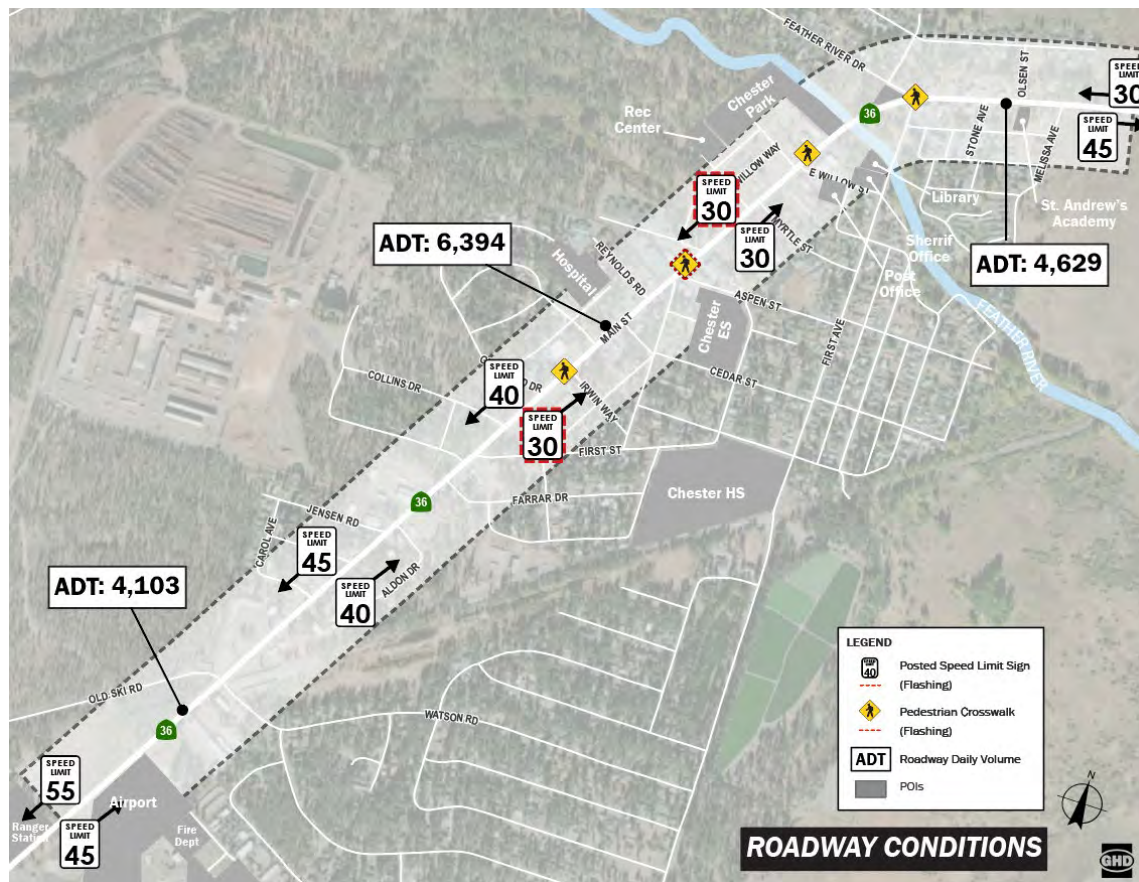 FEATHER RIVER DR
OLSEN ST
SPEED
LIMIT
30
Chester
Park
36
Rec
Center
STONE AVE
SPEED
LIMIT
45
MELISSA AVE
WILLOW WAY
E WILLOW ST
Library
St. Andrew's
Academy
SPEED
LIMIT
30
SPEED
LIMIT
30
MYRTLE ST
Sherrif
Office
ADT: 6,394
REYNOLDS RD
ADT: 4,629
Post
Office
Hospital
ASPEN ST
FEATHER RIVER
MAIN ST
Chester
ES
FIRST AVE
CEDAR ST
COLLINS DR
SPEED
LIMIT
40
DR
IRWIN WAY
SPEED
LIMIT
30
FIRST ST
Chester HS
FARRAR DR
36
JENSEN RD
CAROL AVE
SPEED
LIMIT
45
SPEED
LIMIT
40
ALDON DR
ADT: 4,103
OLD SKI RD
WATSON RD
36
SPEED
LIMIT
55
Airport
Ranger
Station
SPEED
LIMIT
45
Fire
Dept
LEGEND
40
Posted Speed Limit Sign
(Flashing)
Pedestrian Crosswalk
(Flashing)
ADT
Roadway Daily Volume
POIs
N
ROADWAY CONDITIONS
GHD